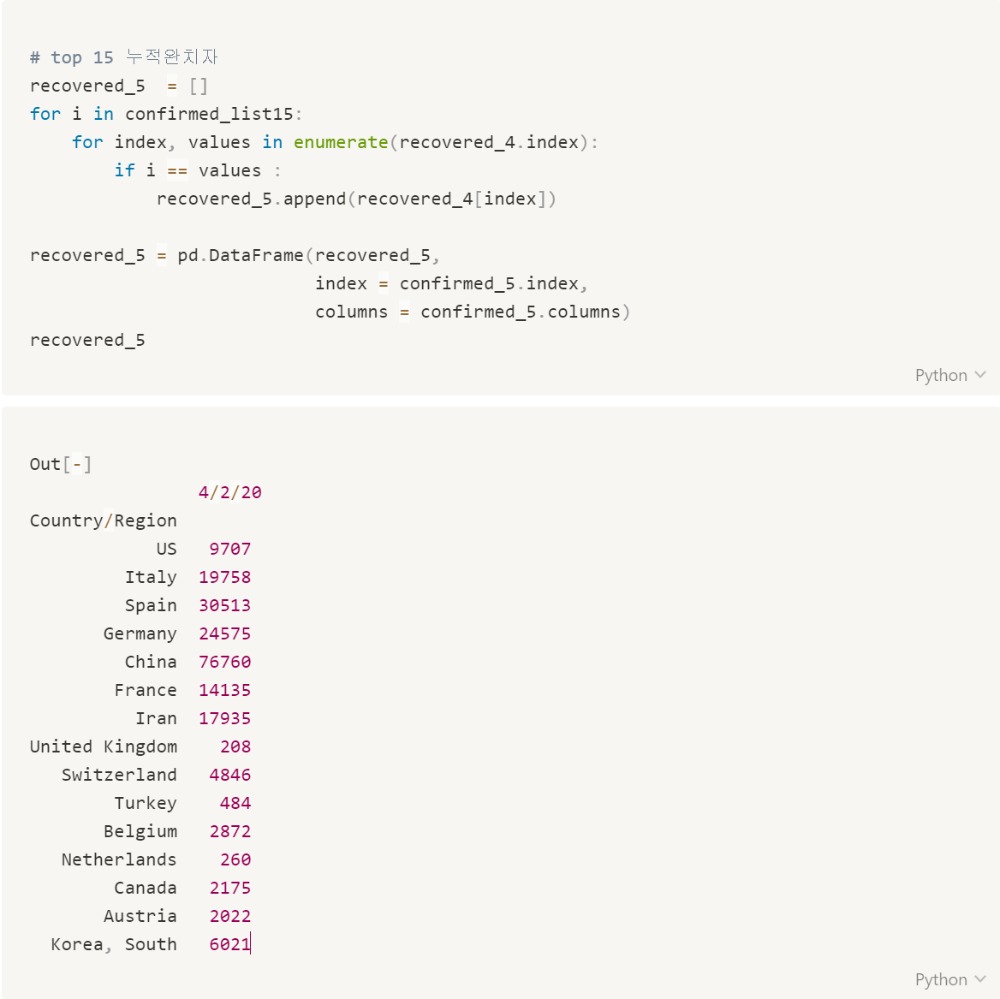 # top 15 누적완치자
recovered_5  = []
for i in confirmed_list15:
    for index, values in enumerate(recovered_4.index):
        if i == values :
            recovered_5.append(recovered_4[index])
recovered_5 = pd.DataFrame(recovered_5,
                           index = confirmed_5.index,
                           columns = confirmed_5.columns)
recovered_5
Python
Out[-]
                4/2/20
Country/Region
            US   9707
         Italy  19758
         Spain  30513
       Germany  24575
         China  76760
        France  14135
          Iran  17935
United Kingdom    208
   Switzerland   4846
        Turkey    484
       Belgium   2872
   Netherlands    260
        Canada   2175
       Austria   2022
  Korea, South   6021
Python